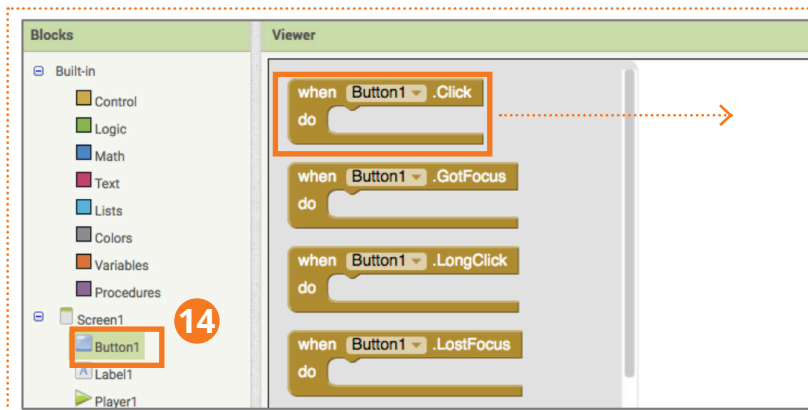 Blocks
Built-in
Control
Logic
Math
Text
Lists
Colors
Variables
Procedures
Screen1
14
Button1
Label1
Player1
Viewer
when Button1 .Click
do
when Button1 .GotFocus
do
when Button1 .LongClick
do
when Button1 .LostFocus
do